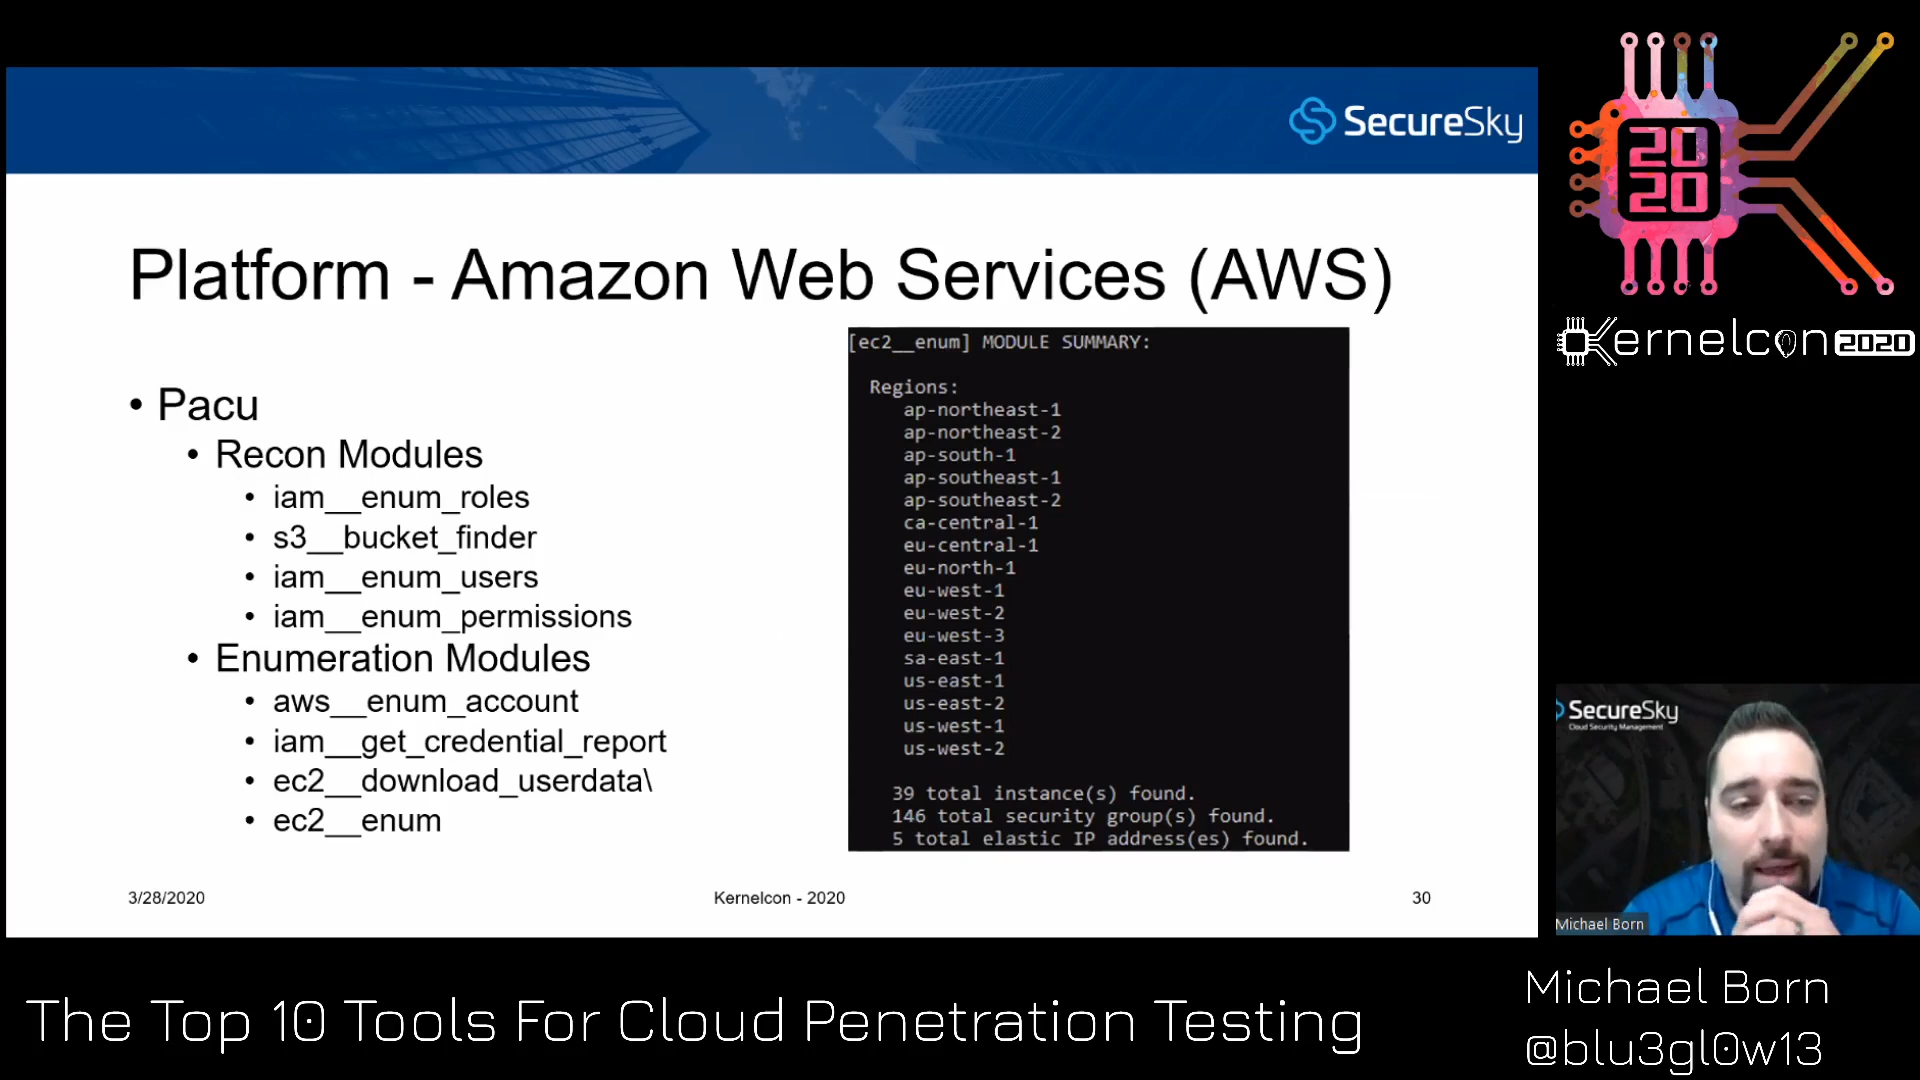 SecureSky
Platform - Amazon Web Services (AWS)
• Pacu
• Recon Modules
• iam__enum_roles
• s3__bucket_finder
• iam__enum_users
• iam__enum_permissions
• Enumeration Modules
• aws__enum_account
• iam__get_credential_report
• ec2__download_userdata\
• ec2__enum
[ec2__enum] MODULE SUMMARY:
Regions:
ap-northeast-1
ap-northeast-2
ap-south-1
ap-southeast-1
ap-southeast-2
ca-central-1
eu-central-1
eu-north-1
eu-west-1
eu-west-2
eu-west-3
sa-east-1
us-east-1
us-east-2
us-west-1
us-west-2
39 total instance(s) found.
146 total security group(s) found.
5 total elastic IP address(es) found.
3/28/2020
Kernelcon - 2020
30
20
20
Kernelcon 2020
SecureSky
Cloud Security Management
Michael Born
The Top 10 Tools For Cloud Penetration Testing
Michael Born
@blu3gl0w13